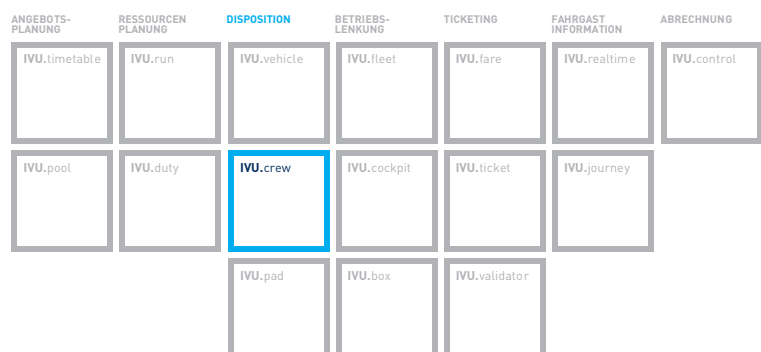 ANGEBOTS-
PLANUNG
RESSOURCEN
PLANUNG
DISPOSITION
BETRIEBS-
LENKUNG
TICKETING
FAHRGAST
INFORMATION
ABRECHNUNG
IVU.timetable
IVU.run
IVU.vehicle
IVU.fleet
IVU.fare
IVU.realtime
IVU.control
IVU.pool
IVU.duty
IVU.crew
IVU.cockpit
IVU.ticket
IVU.journey
IVU.pad
IVU.box
IVU.validator